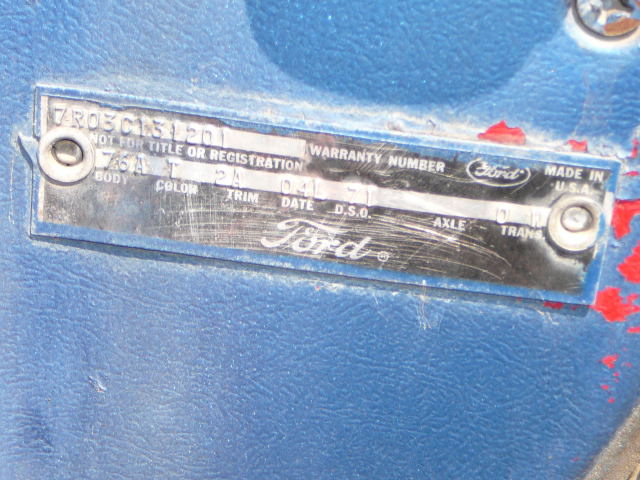 7R03C131201
NOT FOR TITLE OR REGISTRATION WARRANTY NUMBER Ford MADE IN U.S.A.
76A T 2A 04L 71 0 W
BODY COLOR TRIM DATE D.S.O. AXLE TRANS.
Ford ®